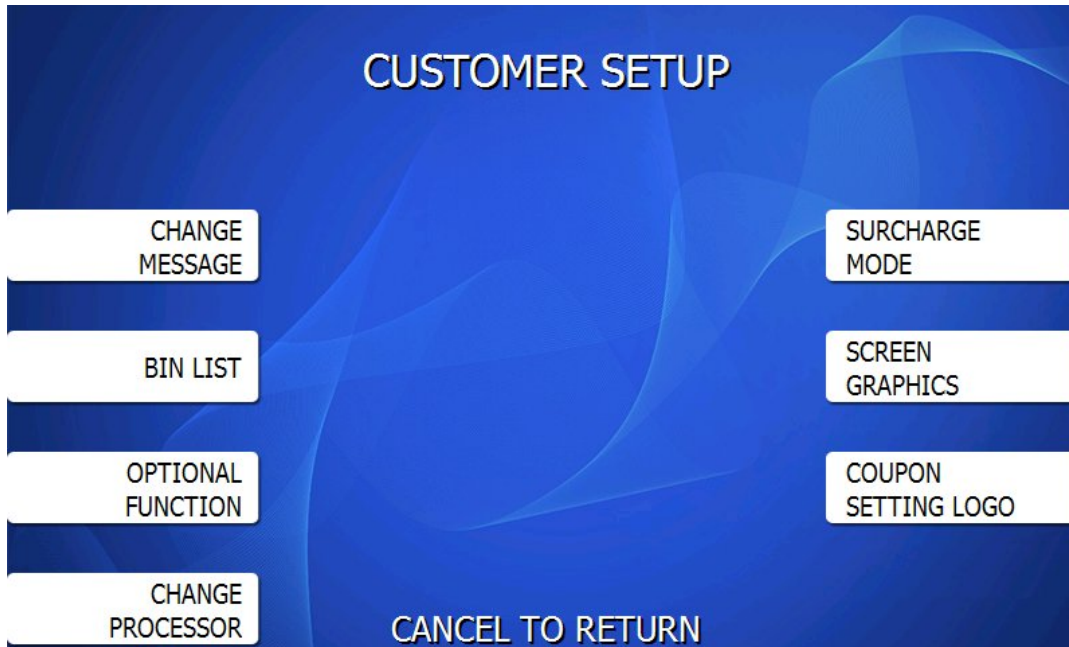 CUSTOMER SETUP
CHANGE
MESSAGE
SURCHARGE
MODE
BIN LIST
SCREEN
GRAPHICS
OPTIONAL
FUNCTION
COUPON
SETTING LOGO
CHANGE
PROCESSOR
CANCEL TO RETURN